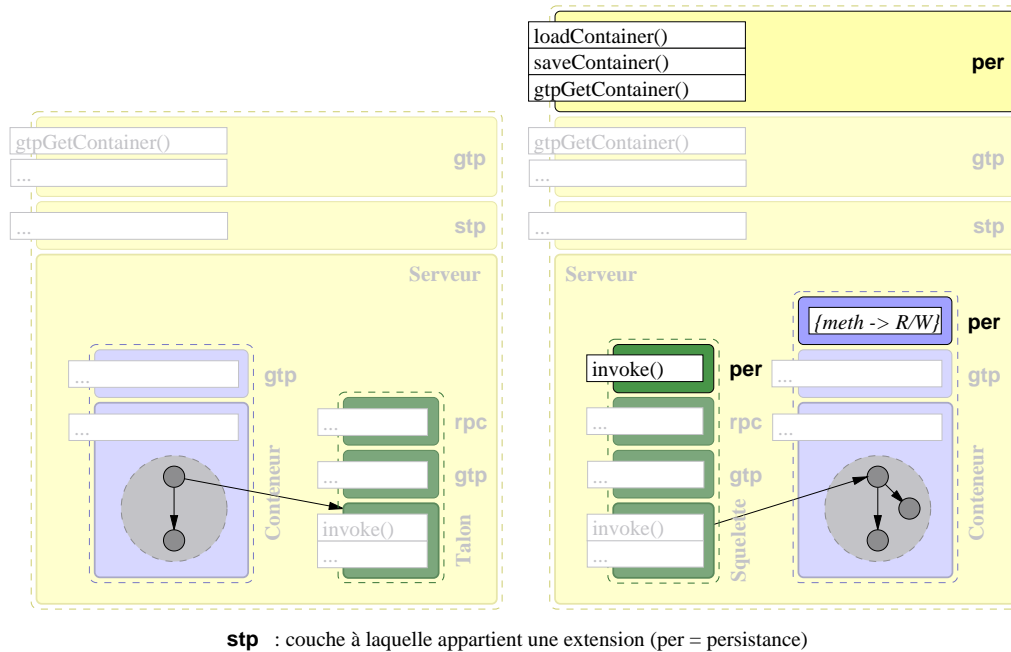 loadContainer()
saveContainer()
gtpGetContainer()
per
gtpGetContainer()
...
gtp
...
stp
Serveur
...
gtp
...
Conteneur
...
rpc
...
gtp
invoke()
...
Talon
gtpGetContainer()
...
gtp
...
stp
Serveur
{meth -> R/W}
per
invoke()
per
...
gtp
...
rpc
...
Conteneur
...
gtp
invoke()
...
Squelette
stp : couche à laquelle appartient une extension (per = persistance)